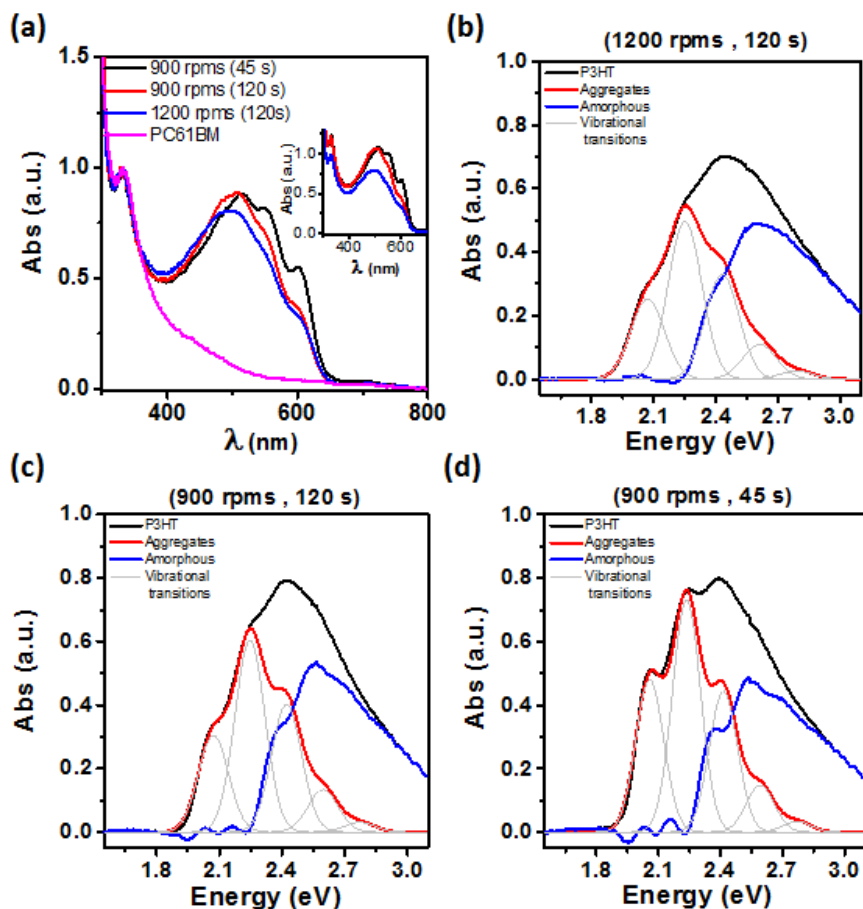 (a)
1.5
900 rpms (45 s)
900 rpms (120 s)
1200 rpms (120s)
PC61BM
1.0
0.5
0.0
Abs (a.u.)
400 600 800
λ (nm)
1.0
0.5
0.0
Abs (a.u.)
400 600
λ (nm)
(b)
(1200 rpms , 120 s)
P3HT
Aggregates
Amorphous
Vibrational
transitions
1.0
0.8
0.6
0.4
0.2
0.0
Abs (a.u.)
1.8 2.1 2.4 2.7 3.0
Energy (eV)
(c)
(900 rpms , 120 s)
P3HT
Aggregates
Amorphous
Vibrational
transitions
1.0
0.8
0.6
0.4
0.2
0.0
Abs (a.u.)
1.8 2.1 2.4 2.7 3.0
Energy (eV)
(d)
(900 rpms , 45 s)
P3HT
Aggregates
Amorphous
Vibrational
transitions
1.0
0.8
0.6
0.4
0.2
0.0
Abs (a.u.)
1.8 2.1 2.4 2.7 3.0
Energy (eV)